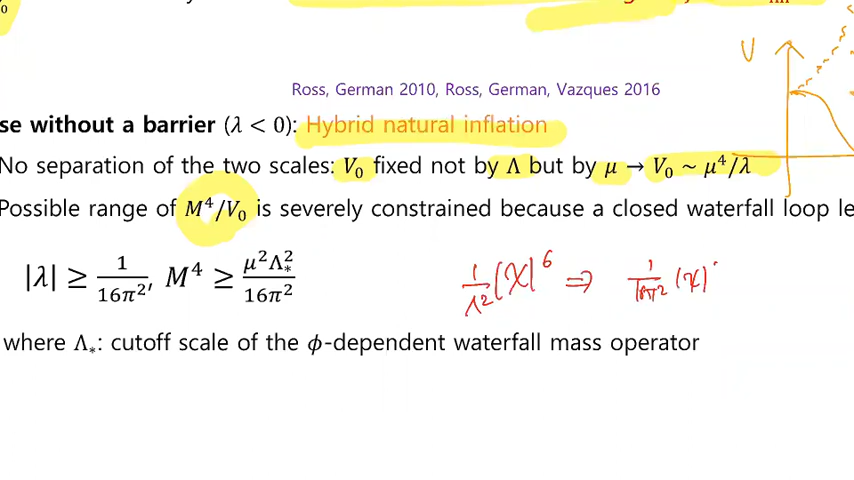 Ross, German 2010, Ross, German, Vazques 2016
U
se without a barrier (λ < 0): Hybrid natural inflation
No separation of the two scales: V₀ fixed not by Λ but by μ → V₀ ~ μ⁴/λ
Possible range of M⁴/V₀ is severely constrained because a closed waterfall loop le
|λ| ≥ 1/16π², M⁴ ≥ μ²Λ²∗/16π²
1/Λ² |χ|⁶ ⇒ 1/16π² |χ|
where Λ∗: cutoff scale of the ϕ-dependent waterfall mass operator